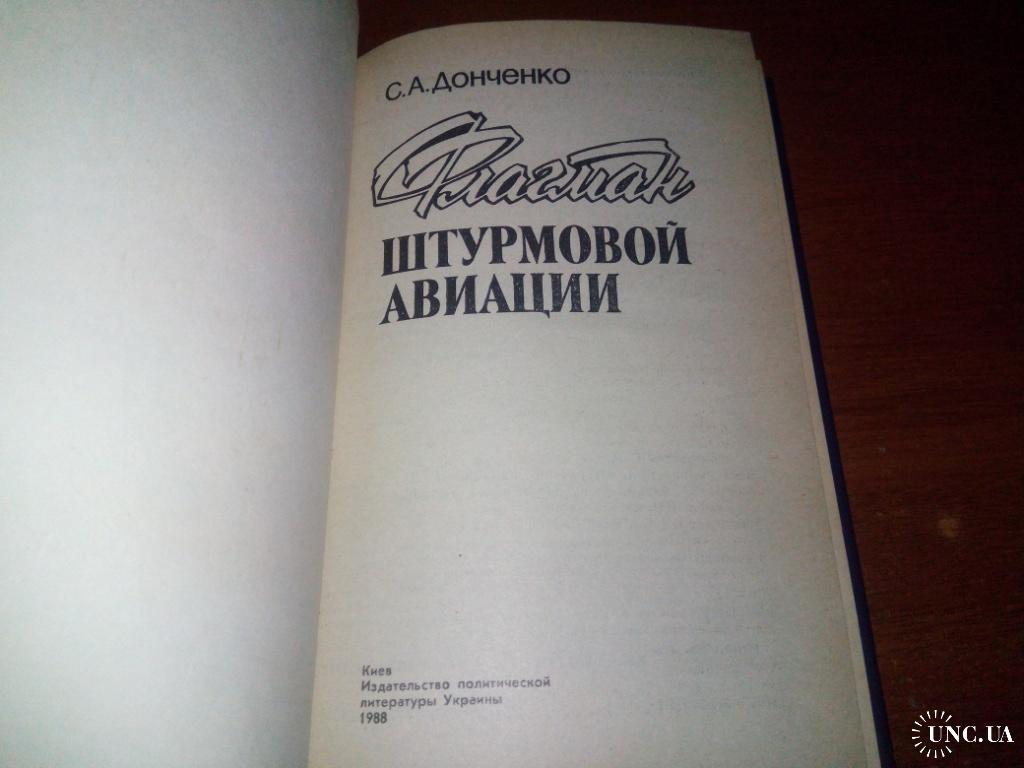 С.А.ДОНЧЕНКО
Флагман
ШТУРМОВОЙ
АВИАЦИИ
Киев
Издательство политической
литературы Украины
1988
UNC.UA